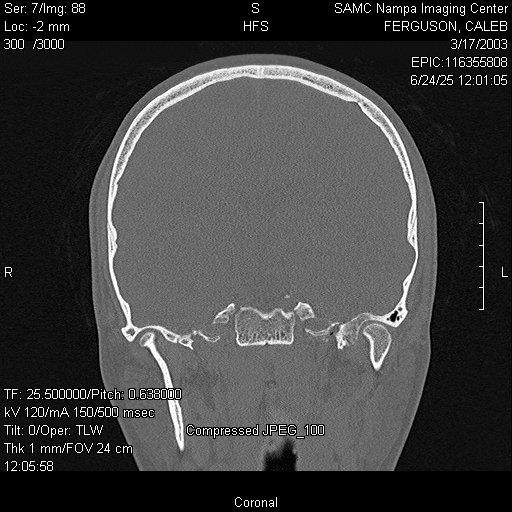 Ser: 7/Img: 88
S
SAMC Nampa Imaging Center
Loc: -2 mm
HFS
FERGUSON, CALEB
300 /3000
3/17/2003
EPIC:116355808
6/24/25 12:01:05
R
L
TF: 25.500000/Pitch: 0.638000
kV 120/mA 150/500 msec
Tilt: 0/Oper: TLW
Compressed JPEG_100
Thk 1 mm/FOV 24 cm
12:05:58
Coronal